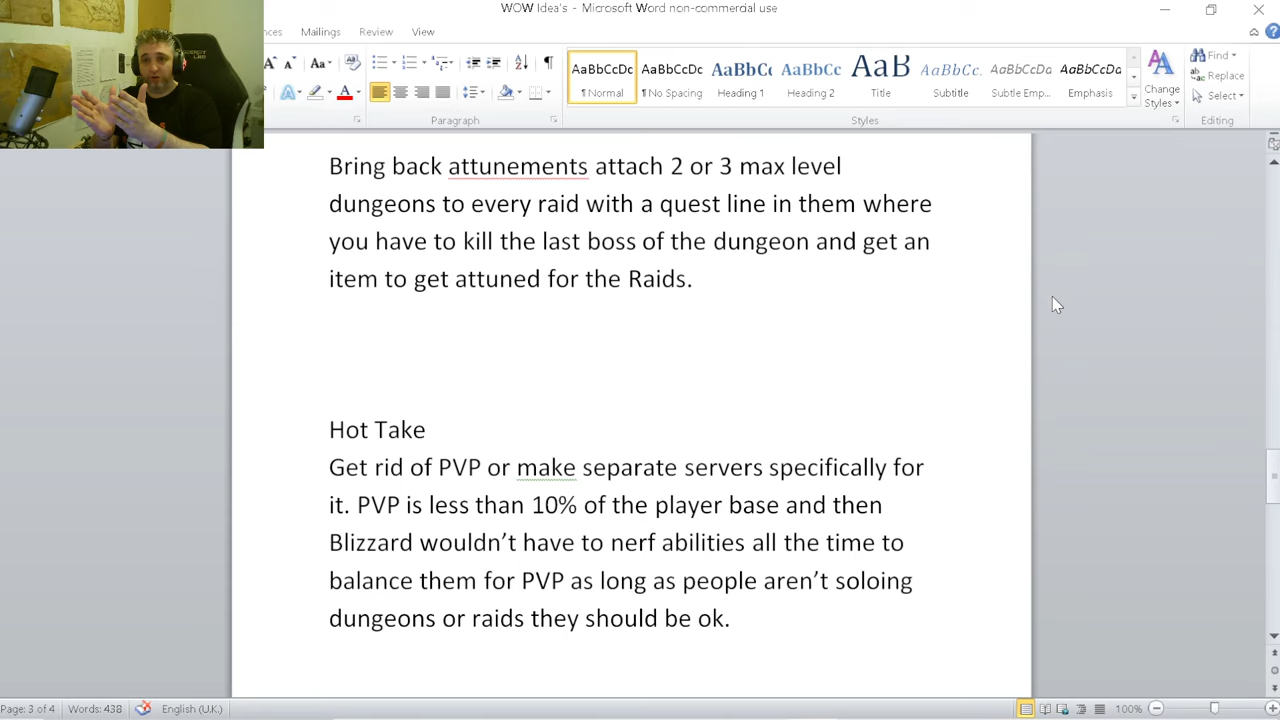 WOW Idea's - Microsoft Word non-commercial use
Mailings Review View
Aa
AaBbCcDc AaBbCcDc AaBbCc AaBbCc AaB AaBbCc. AaBbCcDa AaBbCcDa
¶ Normal ¶ No Spacing Heading 1 Heading 2 Title Subtitle Subtle Emp... Emphasis
Change Styles
Find
Replace
Select
Paragraph Styles Editing
Bring back attunements attach 2 or 3 max level
dungeons to every raid with a quest line in them where
you have to kill the last boss of the dungeon and get an
item to get attuned for the Raids.
Hot Take
Get rid of PVP or make separate servers specifically for
it. PVP is less than 10% of the player base and then
Blizzard wouldn’t have to nerf abilities all the time to
balance them for PVP as long as people aren’t soloing
dungeons or raids they should be ok.
Page: 3 of 4 Words: 438 English (U.K.) 100%